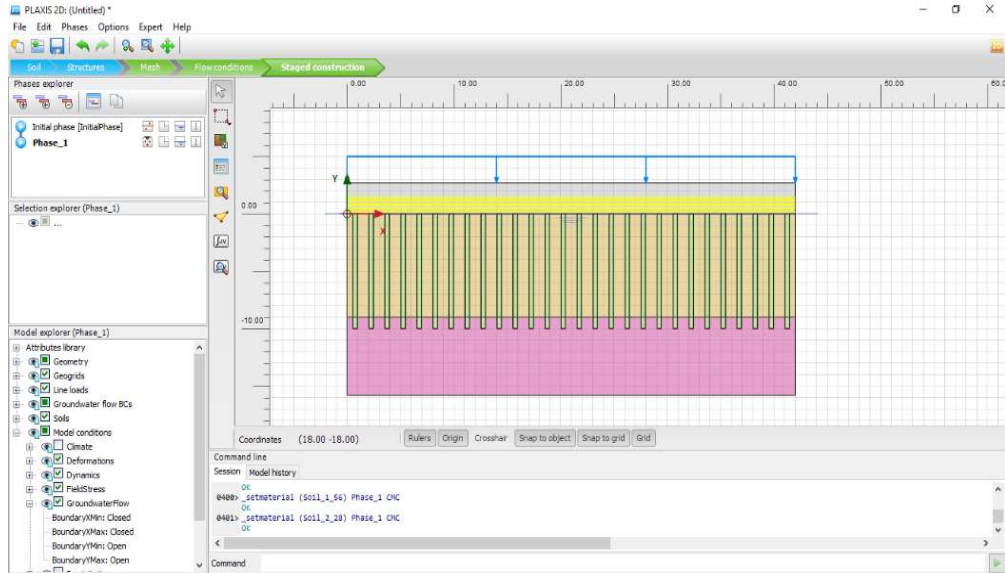 PLAXIS 2D: (Untitled) *
File Edit Phases Options Expert Help
Soil Structures Mesh Flow conditions Staged construction
Phases explorer
Initial phase [InitialPhase]
Phase_1
Selection explorer (Phase_1)
...
Model explorer (Phase_1)
Attributes library
Geometry
Geogrids
Line loads
Groundwater flow BCs
Soils
Model conditions
Climate
Deformations
Dynamics
FieldStress
GroundwaterFlow
BoundaryXMin: Closed
BoundaryXMax: Closed
BoundaryYMin: Open
BoundaryYMax: Open
0.00 10.00 20.00 30.00 40.00 50.00 60.0
Y
0.00
X
-10.00
Coordinates (18.00 -18.00) Rulers Origin Crosshair Snap to object Snap to grid Grid
Command line
Session Model history
OK
0400> _setmaterial (Soil_1_56) Phase_1 CMC
OK
0401> _setmaterial (Soil_2_28) Phase_1 CMC
OK
Command